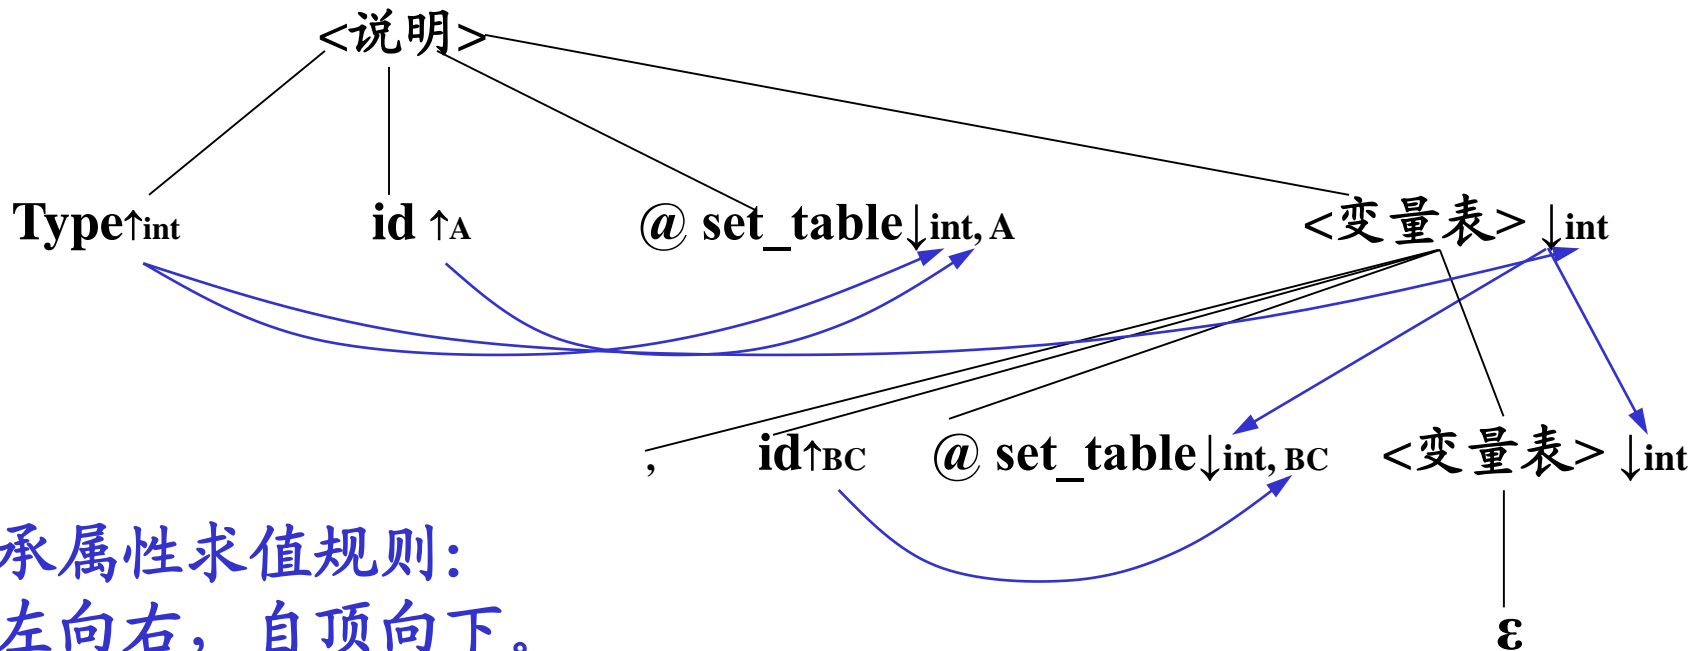 <说明>
Type↑int id ↑A @ set_table↓int, A <变量表> ↓int
, id↑BC @ set_table↓int, BC <变量表> ↓int
承属性求值规则：
左向右，自顶向下。
ε